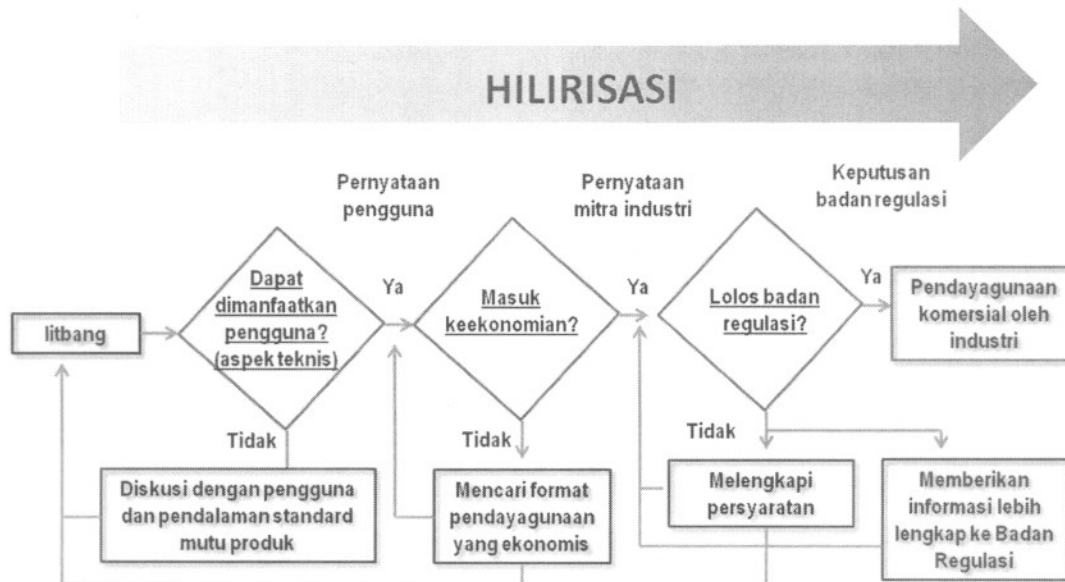 HILIRISASI
Pernyataan
pengguna
Pernyataan
mitra industri
Keputusan
badan regulasi
litbang
Dapat
dimanfaatkan
pengguna?
(aspek teknis)
Ya
Masuk
keekonomian?
Ya
Lolos badan
regulasi?
Ya
Pendayagunaan
komersial oleh
industri
Tidak
Diskusi dengan pengguna
dan pendalaman standard
mutu produk
Tidak
Mencari format
pendayagunaan
yang ekonomis
Tidak
Melengkapi
persyaratan
Memberikan
informasi lebih
lengkap ke Badan
Regulasi